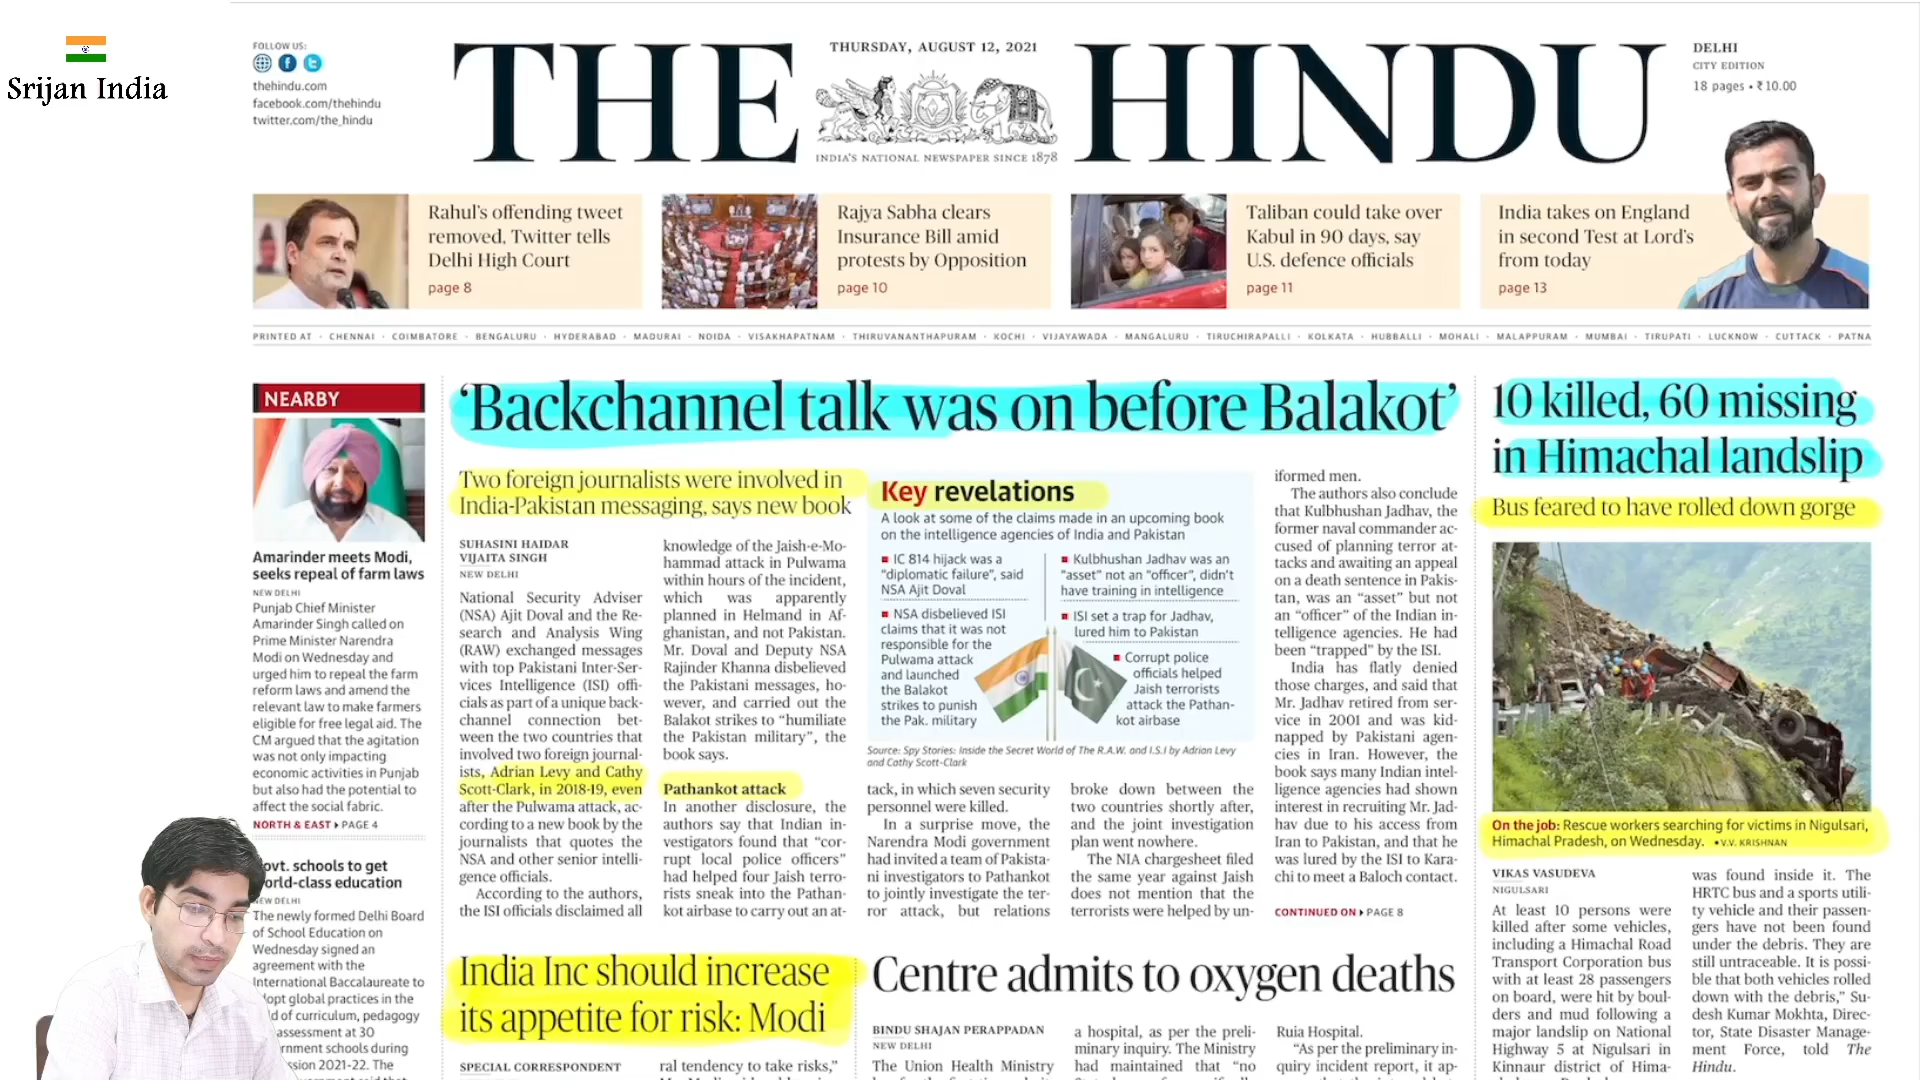 Srijan India
FOLLOW US:
thehindu.com
facebook.com/thehindu
twitter.com/the_hindu
THE HINDU
THURSDAY, AUGUST 12, 2021
INDIA'S NATIONAL NEWSPAPER SINCE 1878
DELHI
CITY EDITION
18 pages • ₹10.00
Rahul's offending tweet
removed, Twitter tells
Delhi High Court
page 8
Rajya Sabha clears
Insurance Bill amid
protests by Opposition
page 10
Taliban could take over
Kabul in 90 days, say
U.S. defence officials
page 11
India takes on England
in second Test at Lord's
from today
page 13
PRINTED AT · CHENNAI · COIMBATORE · BENGALURU · HYDERABAD · MADURAI · NOIDA · VISAKHAPATNAM · THIRUVANANTHAPURAM · KOCHI · VIJAYAWADA · MANGALURU · TIRUCHIRAPALLI · KOLKATA · HUBBALLI · MOHALI · MALAPPURAM · MUMBAI · TIRUPATI · LUCKNOW · CUTTACK · PATNA
NEARBY
Amarinder meets Modi,
seeks repeal of farm laws
NEW DELHI
Punjab Chief Minister
Amarinder Singh called on
Prime Minister Narendra
Modi on Wednesday and
urged him to repeal the farm
reform laws and amend the
relevant law to make farmers
eligible for free legal aid. The
CM argued that the agitation
was not only impacting
economic activities in Punjab
but also had the potential to
affect the social fabric.
NORTH & EAST PAGE 4
ovt. schools to get
orld-class education
NEW DELHI
The newly formed Delhi Board
of School Education on
Wednesday signed an
agreement with the
International Baccalaureate to
opt global practices in the
d of curriculum, pedagogy
assessment at 30
rnment schools during
ssion 2021-22. The
'Backchannel talk was on before Balakot'
Two foreign journalists were involved in
India-Pakistan messaging, says new book
SUHASINI HAIDAR
VIJAITA SINGH
NEW DELHI
National Security Adviser
(NSA) Ajit Doval and the Re-
search and Analysis Wing
(RAW) exchanged messages
with top Pakistani Inter-Ser-
vices Intelligence (ISI) offi-
cials as part of a unique back-
channel connection bet-
ween the two countries that
involved two foreign journal-
ists, Adrian Levy and Cathy
Scott-Clark, in 2018-19, even
after the Pulwama attack, ac-
cording to a new book by the
journalists that quotes the
NSA and other senior intelli-
gence officials.
According to the authors,
the ISI officials disclaimed all
knowledge of the Jaish-e-Mo-
hammad attack in Pulwama
within hours of the incident,
which was apparently
planned in Helmand in Af-
ghanistan, and not Pakistan.
Mr. Doval and Deputy NSA
Rajinder Khanna disbelieved
the Pakistani messages, ho-
wever, and carried out the
Balakot strikes to "humiliate
the Pakistan military", the
book says.
Pathankot attack
In another disclosure, the
authors say that Indian in-
vestigators found that "cor-
rupt local police officers"
had helped four Jaish terro-
rists sneak into the Pathan-
kot airbase to carry out an at-
Key revelations
A look at some of the claims made in an upcoming book
on the intelligence agencies of India and Pakistan
IC 814 hijack was a
"diplomatic failure", said
NSA Ajit Doval
NSA disbelieved ISI
claims that it was not
responsible for the
Pulwama attack
and launched
the Balakot
strikes to punish
the Pak. military
Kulbhushan Jadhav was an
"asset" not an "officer", didn't
have training in intelligence
ISI set a trap for Jadhav,
lured him to Pakistan
Corrupt police
officials helped
Jaish terrorists
attack the Pathan-
kot airbase
Source: Spy Stories: Inside the Secret World of The R.A.W. and I.S.I by Adrian Levy
and Cathy Scott-Clark
tack, in which seven security
personnel were killed.
In a surprise move, the
Narendra Modi government
had invited a team of Pakista-
ni investigators to Pathankot
to jointly investigate the ter-
ror attack, but relations
broke down between the
two countries shortly after,
and the joint investigation
plan went nowhere.
The NIA chargesheet filed
the same year against Jaish
does not mention that the
terrorists were helped by un-
iformed men.
The authors also conclude
that Kulbhushan Jadhav, the
former naval commander ac-
cused of planning terror at-
tacks and awaiting an appeal
on a death sentence in Pakis-
tan, was an "asset" but not
an "officer" of the Indian in-
telligence agencies. He had
been "trapped" by the ISI.
India has flatly denied
those charges, and said that
Mr. Jadhav retired from ser-
vice in 2001 and was kid-
napped by Pakistani agen-
cies in Iran. However, the
book says many Indian intel-
ligence agencies had shown
interest in recruiting Mr. Jad-
hav due to his access from
Iran to Pakistan, and that he
was lured by the ISI to Kara-
chi to meet a Baloch contact.
CONTINUED ON PAGE 8
10 killed, 60 missing
in Himachal landslip
Bus feared to have rolled down gorge
On the job: Rescue workers searching for victims in Nigulsari,
Himachal Pradesh, on Wednesday. • V.V. KRISHNAN
VIKAS VASUDEVA
NIGULSARI
At least 10 persons were
killed after some vehicles,
including a Himachal Road
Transport Corporation bus
with at least 28 passengers
on board, were hit by boul-
ders and mud following a
major landslip on National
Highway 5 at Nigulsari in
Kinnaur district of Hima-
was found inside it. The
HRTC bus and a sports utili-
ty vehicle and their passen-
gers have not been found
under the debris. They are
still untraceable. It is possi-
ble that both vehicles rolled
down with the debris," Su-
desh Kumar Mokhta, Direc-
tor, State Disaster Manage-
ment Force, told The
Hindu.
India Inc should increase
its appetite for risk: Modi
SPECIAL CORRESPONDENT
ral tendency to take risks,"
Centre admits to oxygen deaths
BINDU SHAJAN PERAPPADAN
NEW DELHI
The Union Health Ministry
a hospital, as per the preli-
minary inquiry. The Ministry
had maintained that "no
Ruia Hospital.
"As per the preliminary in-
quiry incident report, it ap-